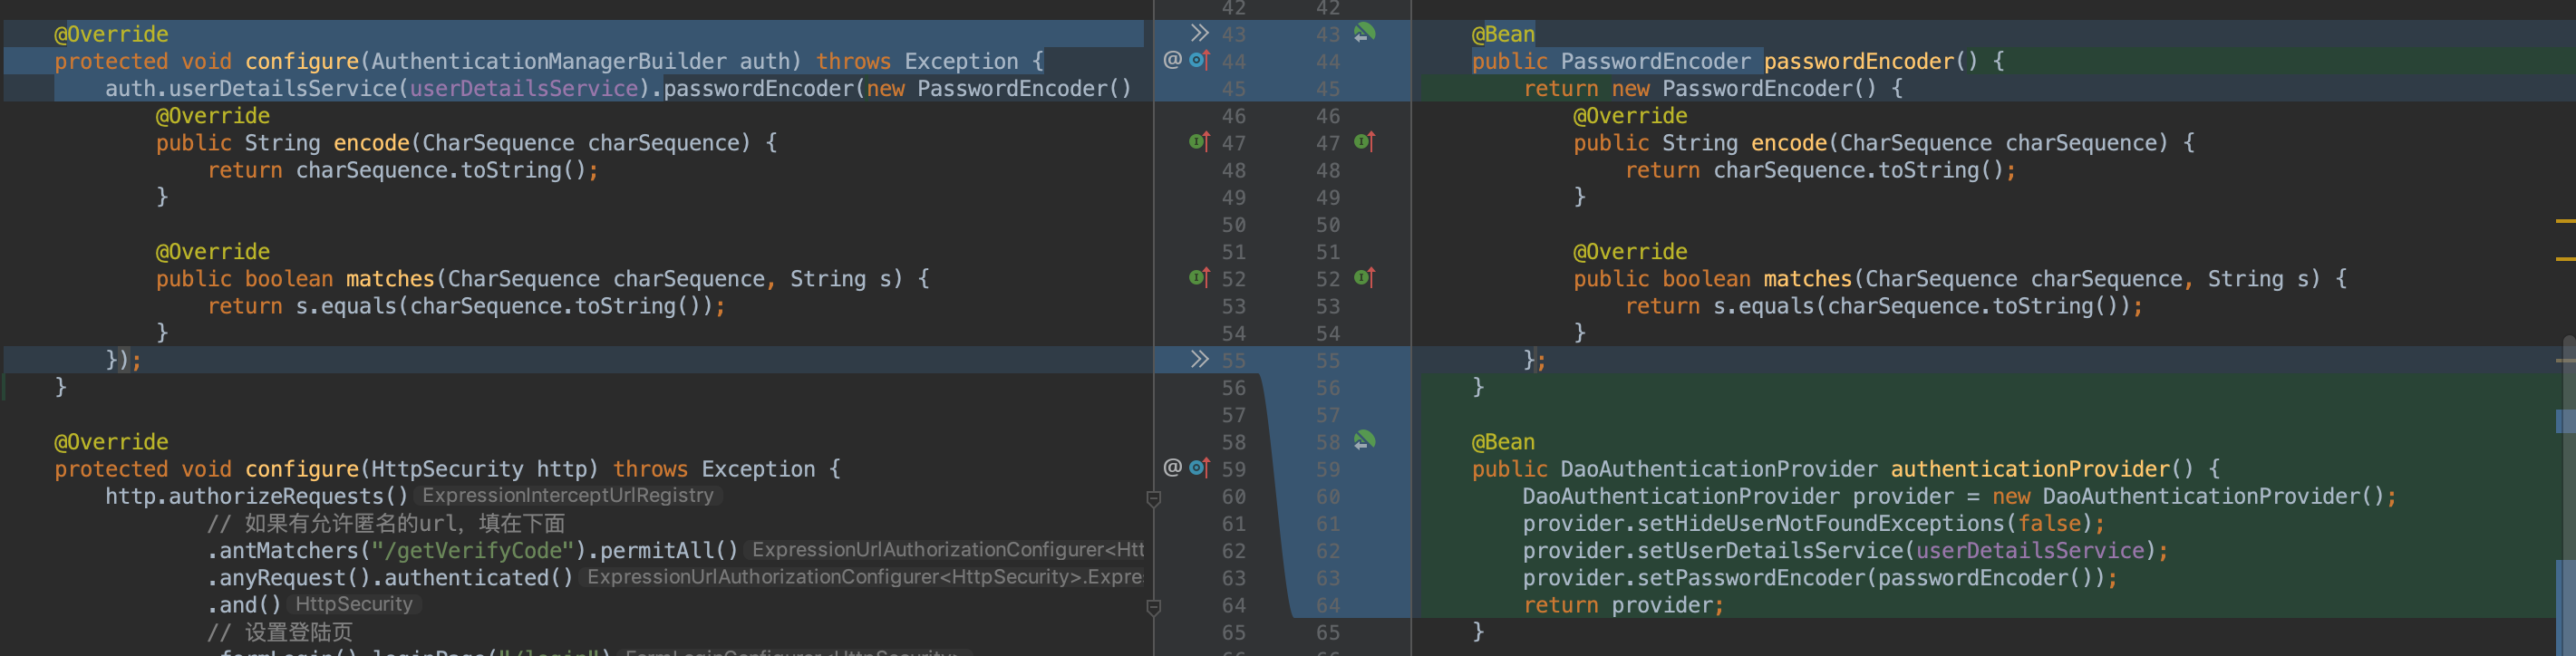 @Override
protected void configure(AuthenticationManagerBuilder auth) throws Exception {
auth.userDetailsService(userDetailsService).passwordEncoder(new PasswordEncoder()
@Override
public String encode(CharSequence charSequence) {
return charSequence.toString();
}
@Override
public boolean matches(CharSequence charSequence, String s) {
return s.equals(charSequence.toString());
}
});
}
@Override
protected void configure(HttpSecurity http) throws Exception {
http.authorizeRequests() ExpressionInterceptUrlRegistry
// 如果有允许匿名的url，填在下面
.antMatchers("/getVerifyCode").permitAll() ExpressionUrlAuthorizationConfigurer<Htt
.anyRequest().authenticated() ExpressionUrlAuthorizationConfigurer<HttpSecurity>.Expre
.and() HttpSecurity
// 设置登陆页
.formLogin().loginPage("/login") FormLoginConfigurer<HttpSecurity>
42 42
43 43
@ 44 44
45 45
46 46
47 47
48 48
49 49
50 50
51 51
52 52
53 53
54 54
55 55
56 56
57 57
58 58
@ 59 59
60 60
61 61
62 62
63 63
64 64
65 65
66 66
@Bean
public PasswordEncoder passwordEncoder() {
return new PasswordEncoder() {
@Override
public String encode(CharSequence charSequence) {
return charSequence.toString();
}
@Override
public boolean matches(CharSequence charSequence, String s) {
return s.equals(charSequence.toString());
}
};
}
@Bean
public DaoAuthenticationProvider authenticationProvider() {
DaoAuthenticationProvider provider = new DaoAuthenticationProvider();
provider.setHideUserNotFoundExceptions(false);
provider.setUserDetailsService(userDetailsService);
provider.setPasswordEncoder(passwordEncoder());
return provider;
}